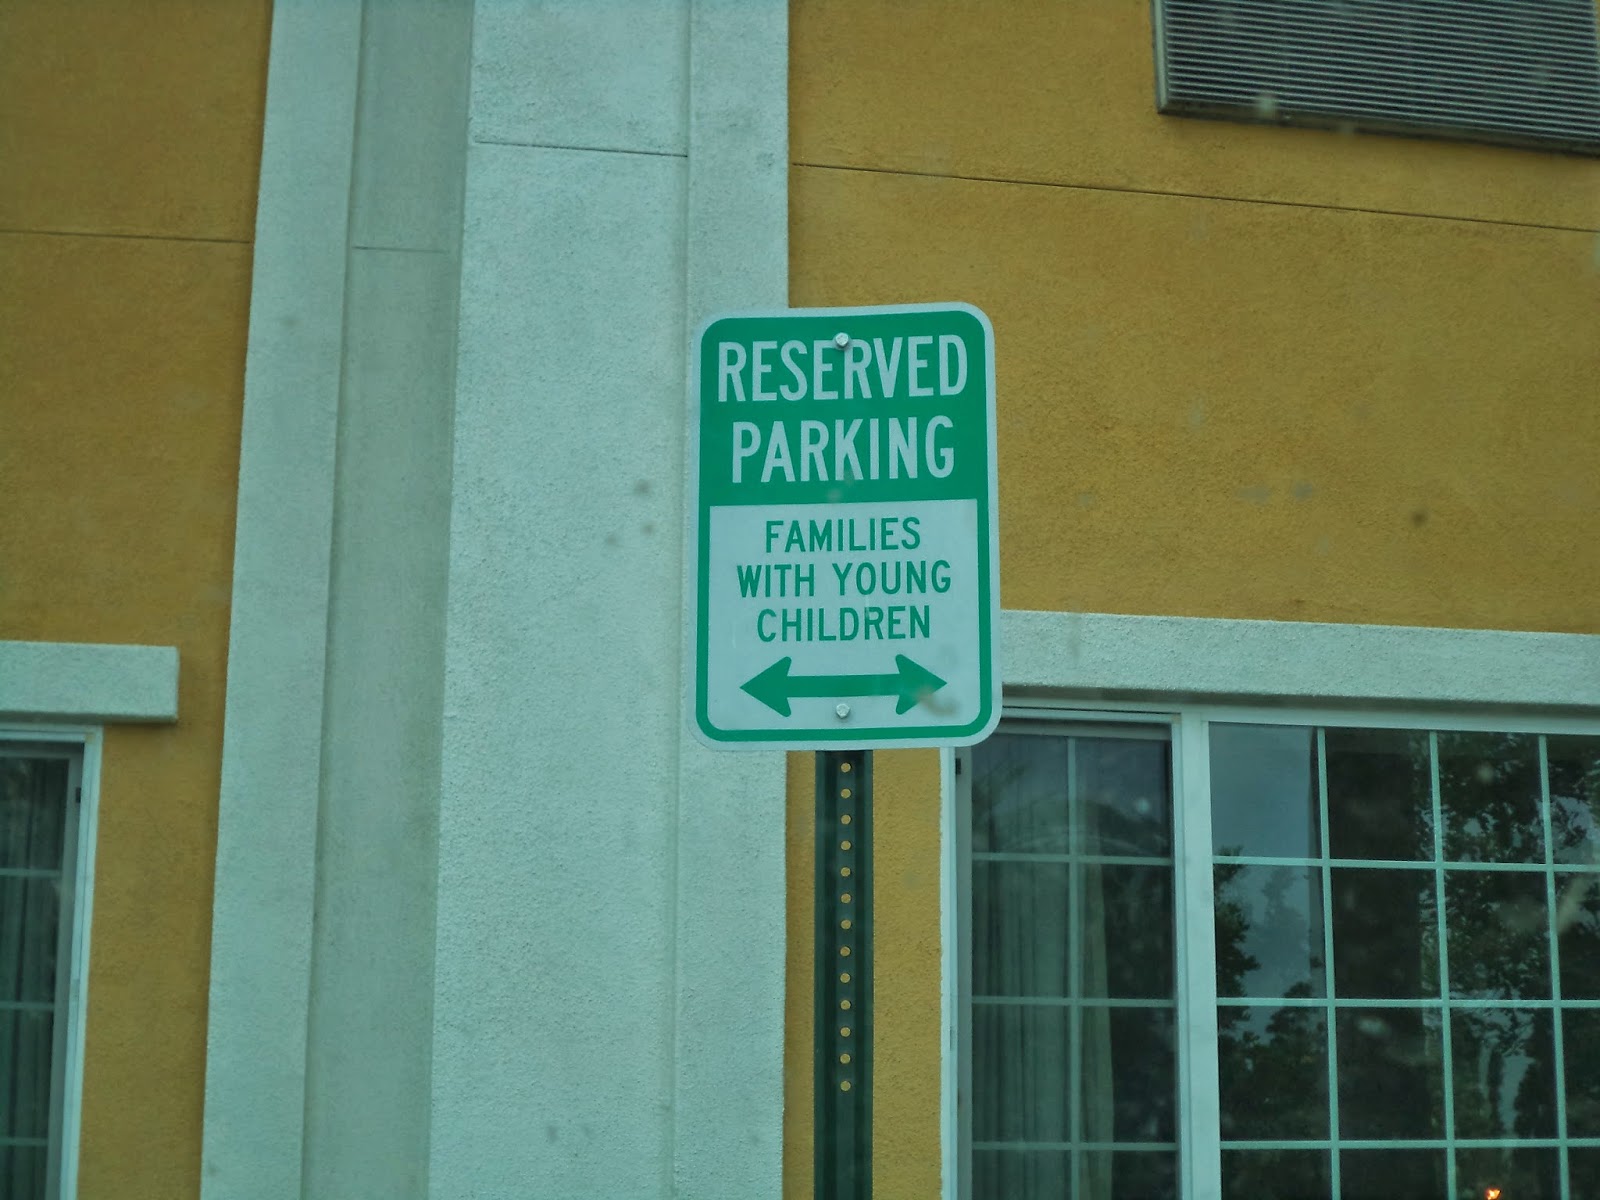 RESERVED
PARKING
FAMILIES
WITH YOUNG
CHILDREN